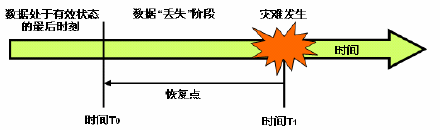 数据处于有效状态
的最后时刻
数据“丢失”阶段
灾难发生
时间
恢复点
时间T0
时间T1